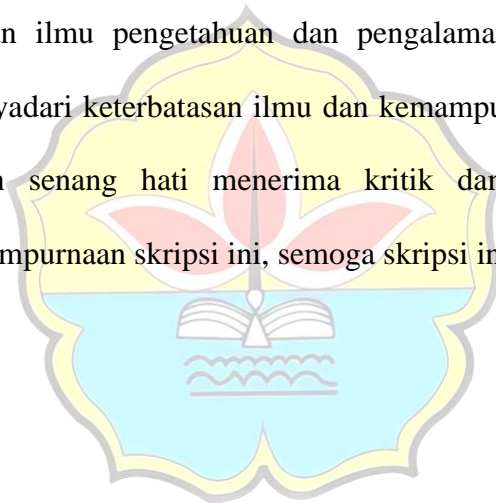 an ilmu pengetahuan dan pengalama
yadari keterbatasan ilmu dan kemampu
senang hati menerima kritik dan
mpurnaan skripsi ini, semoga skripsi in